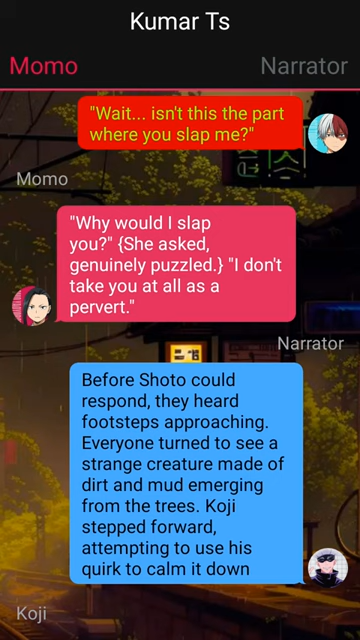 Kumar Ts
Momo
Narrator
"Wait... isn't this the part
where you slap me?"
Momo
"Why would I slap
you?" {She asked,
genuinely puzzled.} "I don't
take you at all as a
pervert."
Narrator
Before Shoto could
respond, they heard
footsteps approaching.
Everyone turned to see a
strange creature made of
dirt and mud emerging
from the trees. Koji
stepped forward,
attempting to use his
quirk to calm it down
Koji